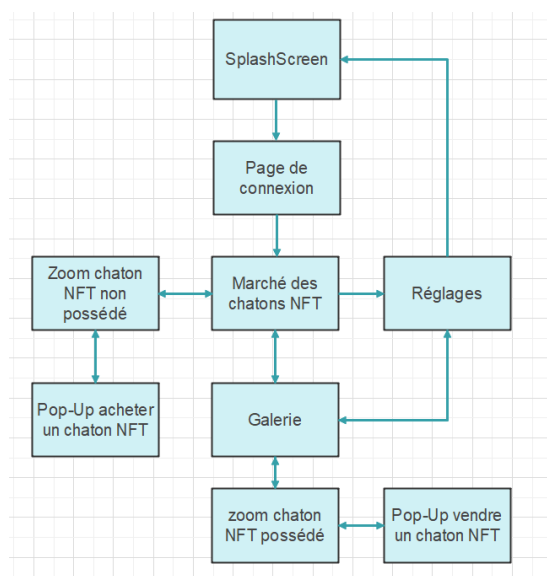 SplashScreen
Page de
connexion
Zoom chaton
NFT non
possédé
Marché des
chatons NFT
Réglages
Pop-Up acheter
un chaton NFT
Galerie
zoom chaton
NFT possédé
Pop-Up vendre
un chaton NFT